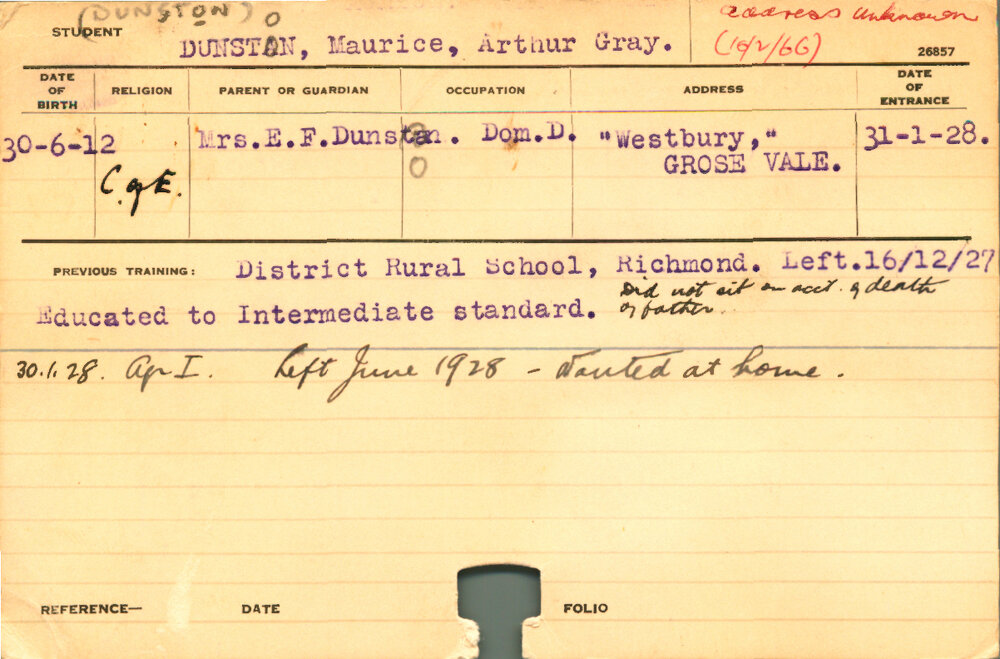 (DUNSTON) O address unknown
STUDENT DUNSTAN, Maurice, Arthur Gray. (10/2/66) 26857
DATE OF BIRTH RELIGION PARENT OR GUARDIAN OCCUPATION ADDRESS DATE OF ENTRANCE
30-6-12 C. of E. Mrs.E.F.Dunstan. Dom.D. "Westbury," 31-1-28.
O GROSE VALE.
PREVIOUS TRAINING: District Rural School, Richmond. Left.16/12/27
Educated to Intermediate standard. Did not sit on acct. of death
of father.
30.1.28. Ag I. Left June 1928 - Wanted at home.
REFERENCE— DATE FOLIO